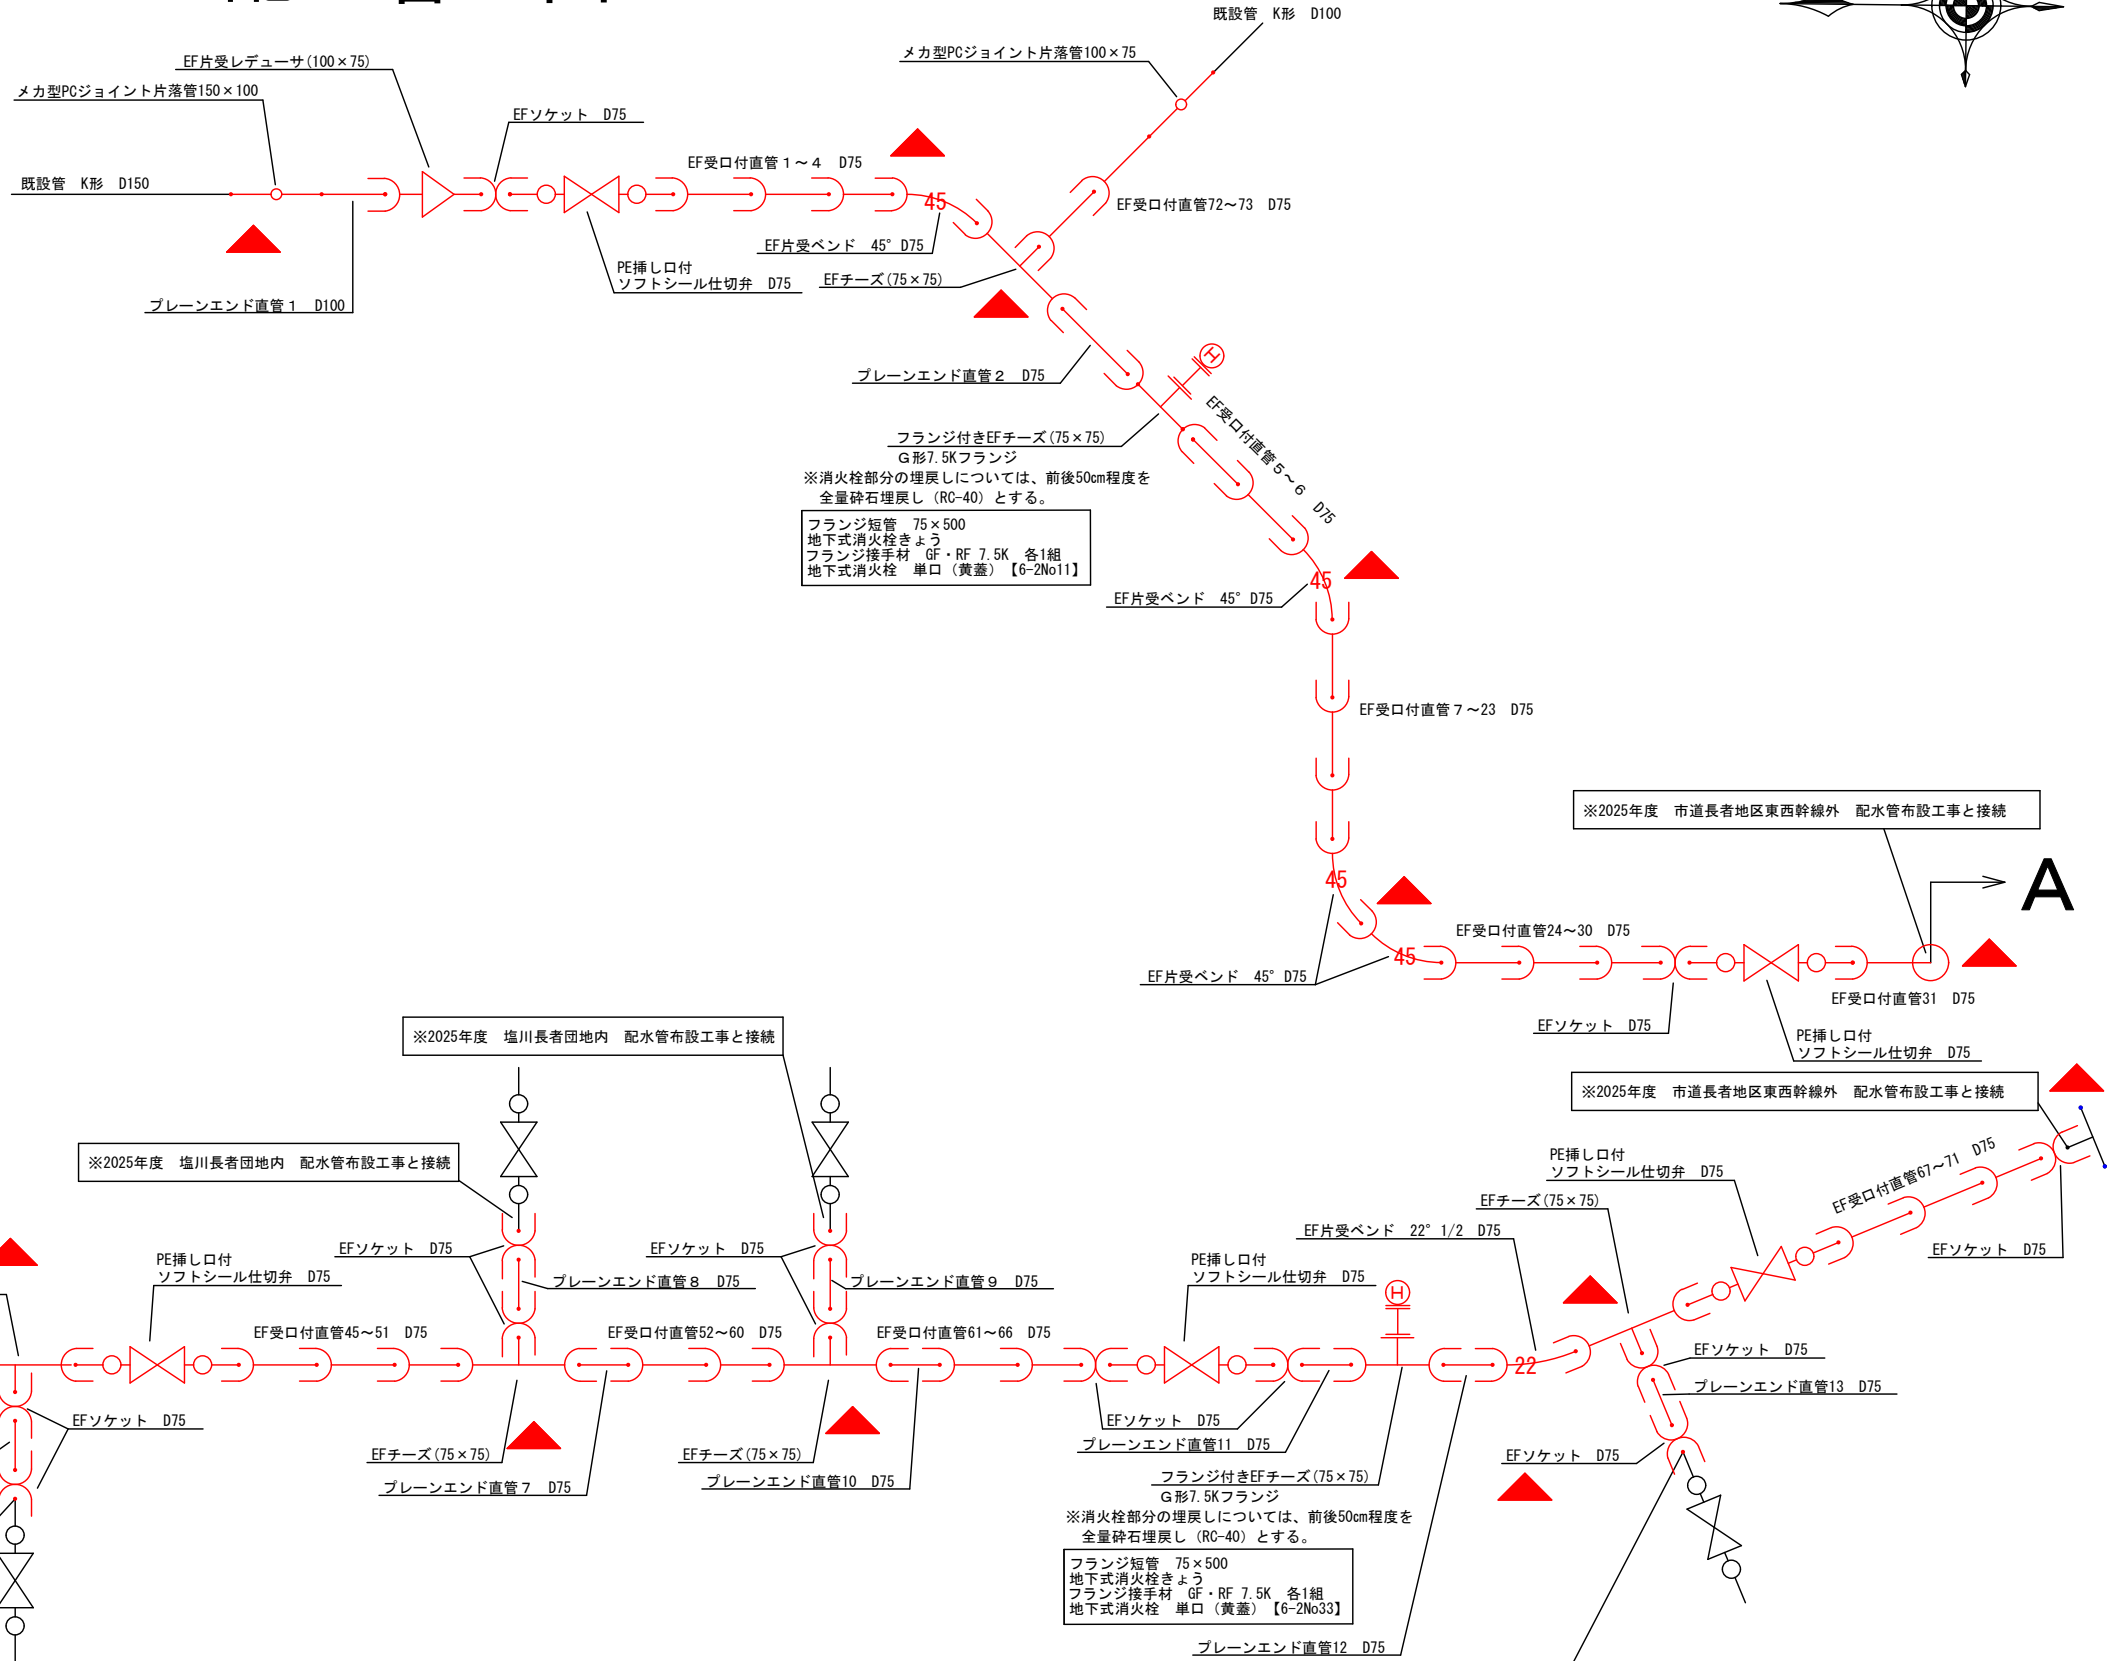 既設管　K形　D100
メカ型PCジョイント片落管100×75
EF片受レデューサ(100×75)
メカ型PCジョイント片落管150×100
EFソケット　D75
EF受口付直管１～４　D75
既設管　K形　D150
45
EF受口付直管72～73　D75
EF片受ベンド　45°D75
PE挿し口付
ソフトシール仕切弁　D75
EFチーズ(75×75)
プレーンエンド直管１　D100
H
プレーンエンド直管２　D75
EF受口付直管５～６　D75
フランジ付きEFチーズ(75×75)
Ｇ形7.5Kフランジ
※消火栓部分の埋戻しについては、前後50㎝程度を
全量砕石埋戻し（RC-40）とする。
フランジ短管　75×500
地下式消火栓きょう
フランジ接手材　GF・RF 7.5K　各1組
地下式消火栓　単口（黄蓋）【6-2No11】
45
EF片受ベンド　45°D75
EF受口付直管７～23　D75
※2025年度　市道長者地区東西幹線外　配水管布設工事と接続
A
45
EF受口付直管24～30　D75
45
EF片受ベンド　45°D75
EF受口付直管31　D75
EFソケット　D75
PE挿し口付
ソフトシール仕切弁　D75
※2025年度　塩川長者団地内　配水管布設工事と接続
※2025年度　市道長者地区東西幹線外　配水管布設工事と接続
※2025年度　塩川長者団地内　配水管布設工事と接続
PE挿し口付
ソフトシール仕切弁　D75
EF受口付直管67～71　D75
EFチーズ(75×75)
EF片受ベンド　22°1/2　D75
EFソケット　D75
PE挿し口付
ソフトシール仕切弁　D75
EFソケット　D75
EFソケット　D75
PE挿し口付
ソフトシール仕切弁　D75
プレーンエンド直管８　D75
プレーンエンド直管９　D75
H
EF受口付直管45～51　D75
EF受口付直管52～60　D75
EF受口付直管61～66　D75
22
EFソケット　D75
プレーンエンド直管13　D75
EFソケット　D75
EFソケット　D75
EFチーズ(75×75)
EFチーズ(75×75)
プレーンエンド直管11　D75
EFソケット　D75
プレーンエンド直管７　D75
プレーンエンド直管10　D75
フランジ付きEFチーズ(75×75)
Ｇ形7.5Kフランジ
※消火栓部分の埋戻しについては、前後50㎝程度を
全量砕石埋戻し（RC-40）とする。
フランジ短管　75×500
地下式消火栓きょう
フランジ接手材　GF・RF 7.5K　各1組
地下式消火栓　単口（黄蓋）【6-2No33】
プレーンエンド直管12　D75